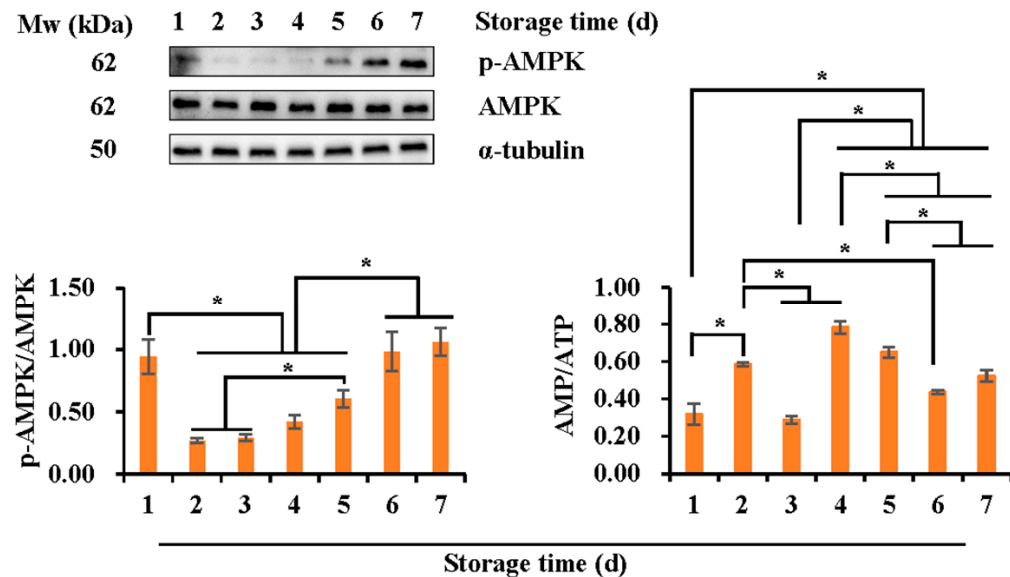 Mw (kDa) 1 2 3 4 5 6 7 Storage time (d)
62 p-AMPK
62 AMPK
50 α-tubulin
*
*
*
*
*
*
*
*
*
*
p-AMPK/AMPK
1.50
1.00
0.50
0.00
1 2 3 4 5 6 7
AMP/ATP
1.00
0.80
0.60
0.40
0.20
0.00
1 2 3 4 5 6 7
Storage time (d)